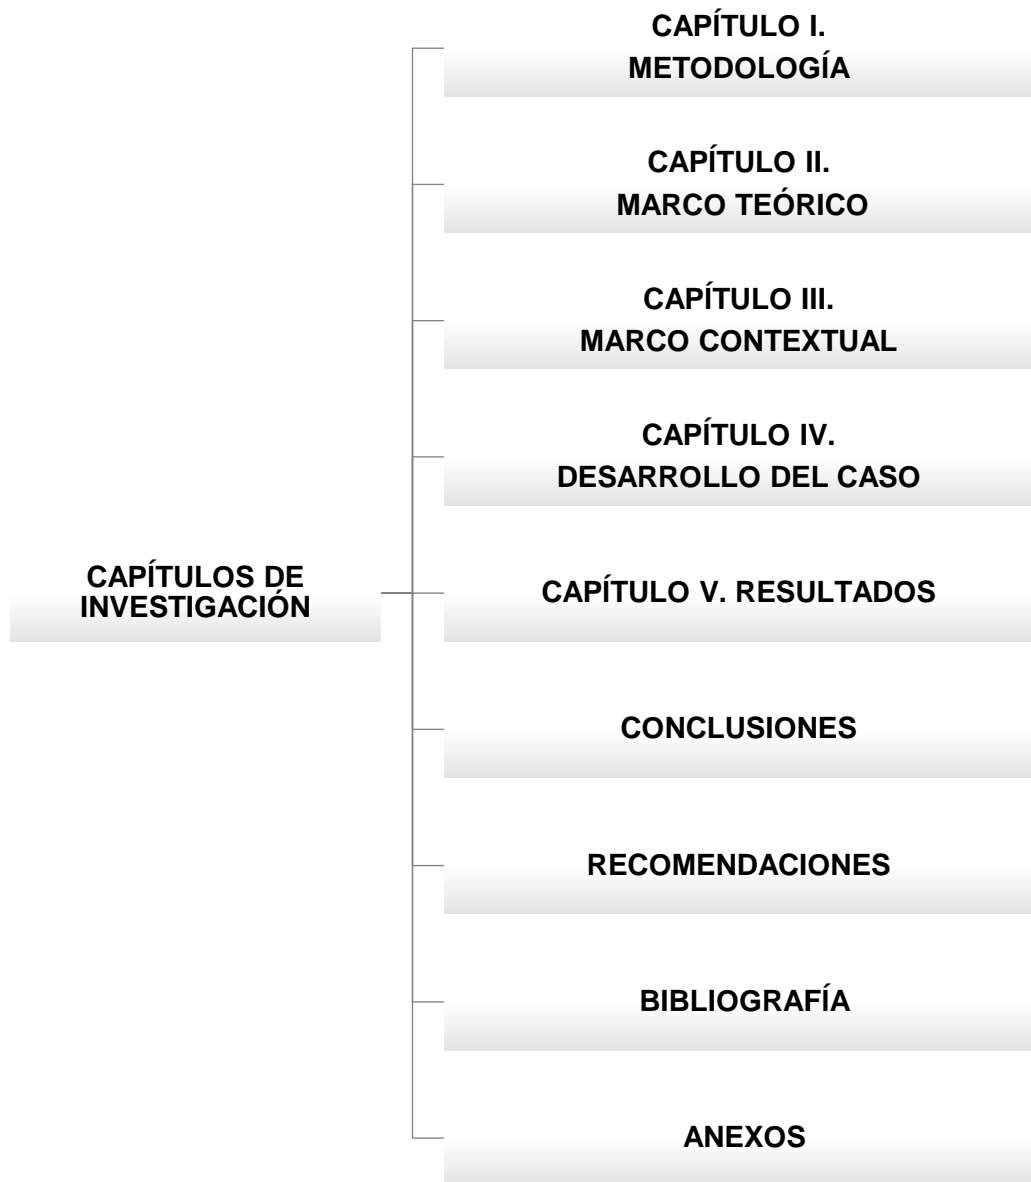 CAPÍTULO I.
METODOLOGÍA
CAPÍTULO II.
MARCO TEÓRICO
CAPÍTULO III.
MARCO CONTEXTUAL
CAPÍTULO IV.
DESARROLLO DEL CASO
CAPÍTULOS DE
INVESTIGACIÓN
CAPÍTULO V. RESULTADOS
CONCLUSIONES
RECOMENDACIONES
BIBLIOGRAFÍA
ANEXOS